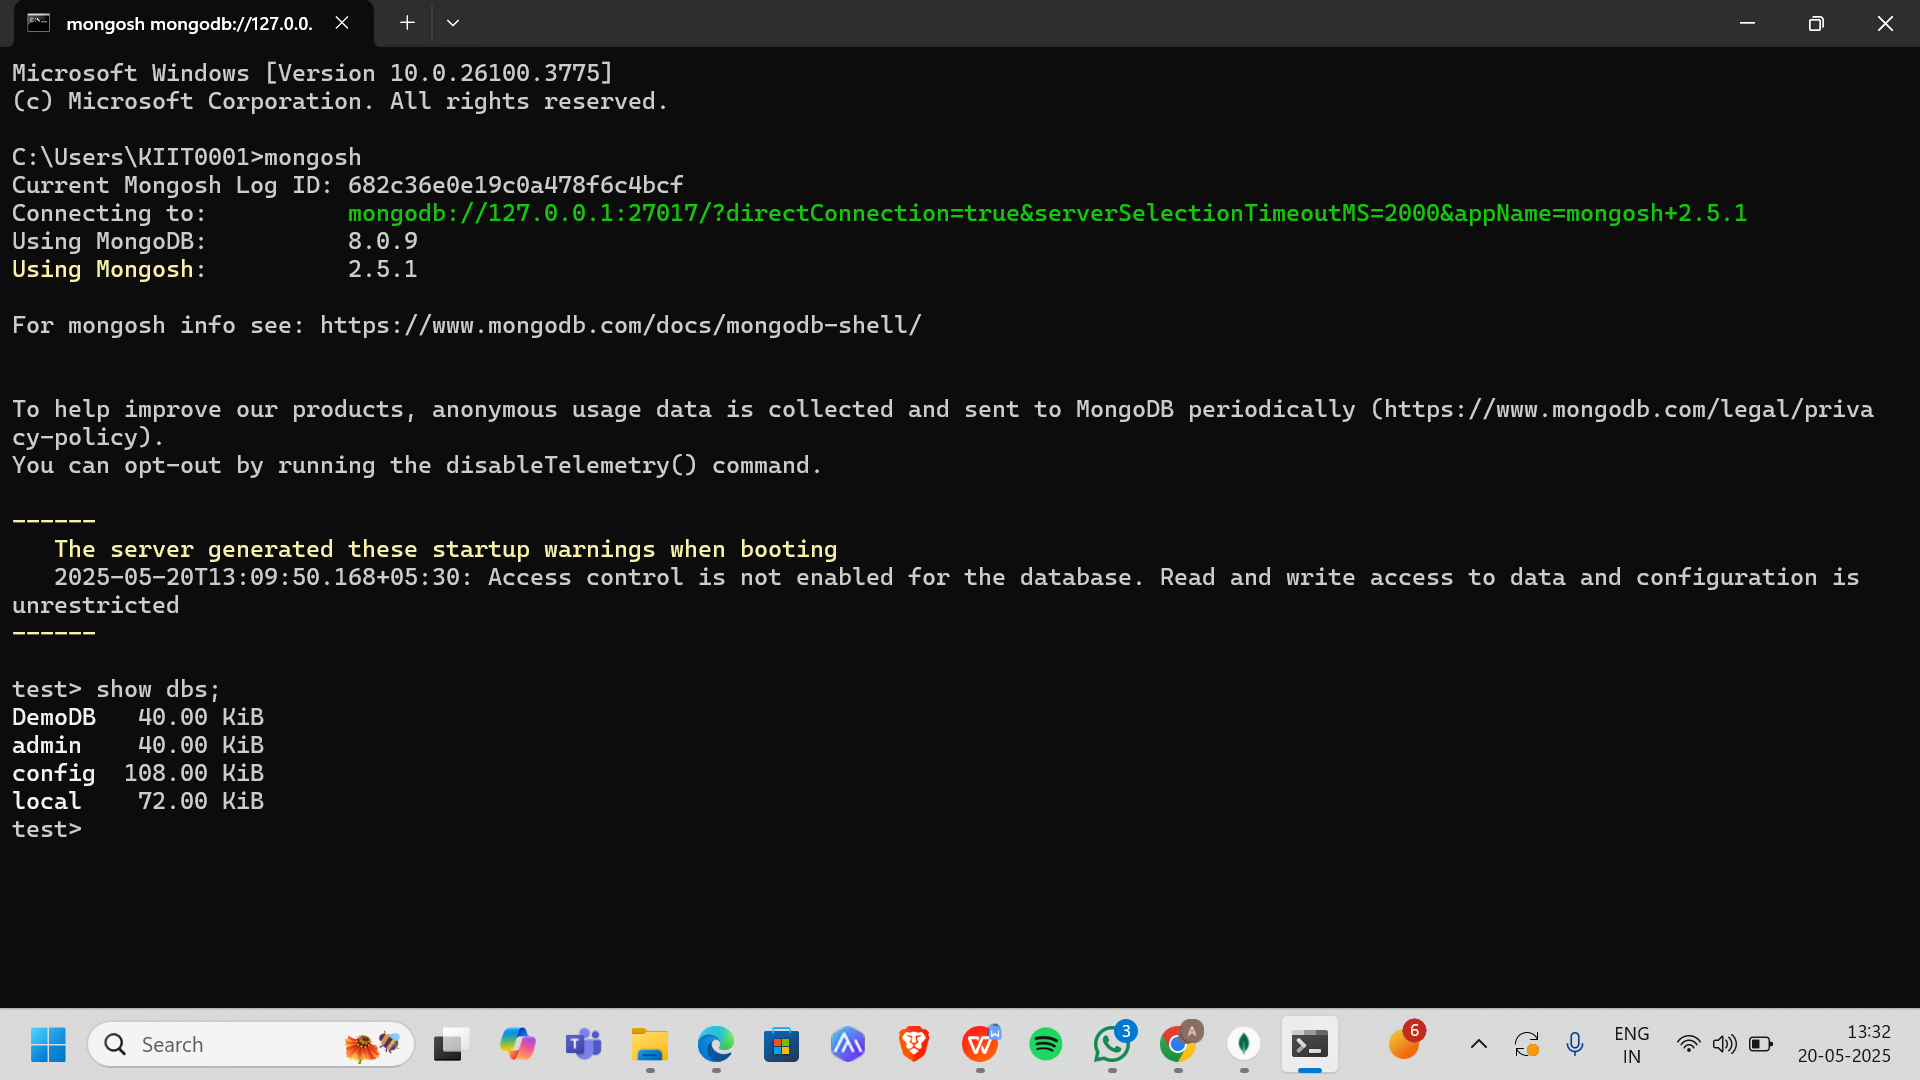 mongosh mongodb://127.0.0.
Microsoft Windows [Version 10.0.26100.3775]
(c) Microsoft Corporation. All rights reserved.
C:\Users\KIIT0001>mongosh
Current Mongosh Log ID: 682c36e0e19c0a478f6c4bcf
Connecting to:          mongodb://127.0.0.1:27017/?directConnection=true&serverSelectionTimeoutMS=2000&appName=mongosh+2.5.1
Using MongoDB:          8.0.9
Using Mongosh:          2.5.1
For mongosh info see: https://www.mongodb.com/docs/mongodb-shell/
To help improve our products, anonymous usage data is collected and sent to MongoDB periodically (https://www.mongodb.com/legal/priva
cy-policy).
You can opt-out by running the disableTelemetry() command.
------
   The server generated these startup warnings when booting
   2025-05-20T13:09:50.168+05:30: Access control is not enabled for the database. Read and write access to data and configuration is
unrestricted
------
test> show dbs;
DemoDB   40.00 KiB
admin    40.00 KiB
config  108.00 KiB
local    72.00 KiB
test>
Search
3
A
6
ENG
IN
13:32
20-05-2025